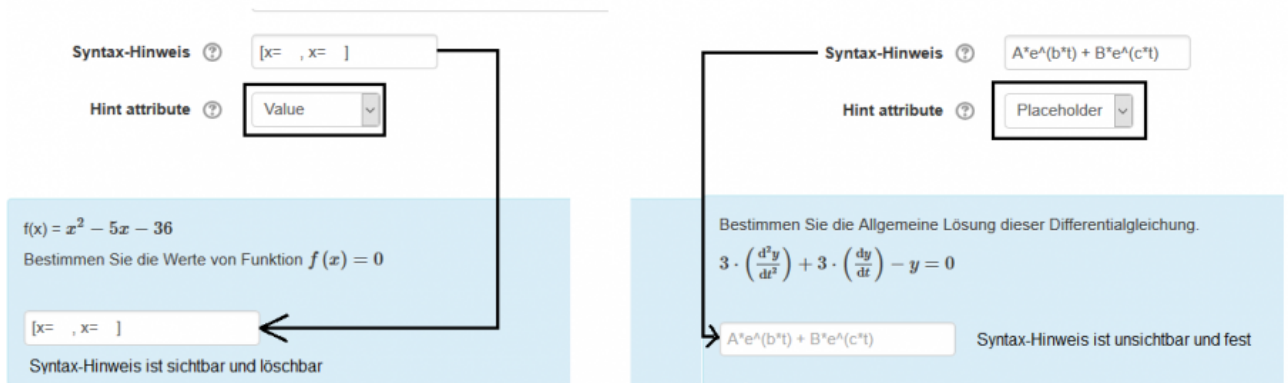 Syntax-Hinweis [x= , x= ]
Hint attribute Value
f(x) = x² − 5x − 36
Bestimmen Sie die Werte von Funktion f (x) = 0
[x= , x= ]
Syntax-Hinweis ist sichtbar und löschbar
Syntax-Hinweis A*e^(b*t) + B*e^(c*t)
Hint attribute Placeholder
Bestimmen Sie die Allgemeine Lösung dieser Differentialgleichung.
3 · (d²y/dt²) + 3 · (dy/dt) − y = 0
A*e^(b*t) + B*e^(c*t) Syntax-Hinweis ist unsichtbar und fest